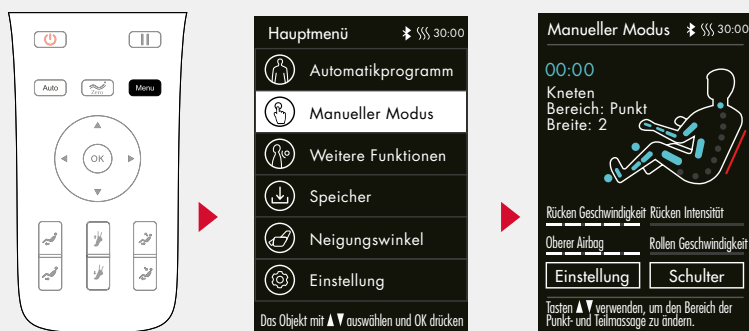 Auto
Zero
Menu
OK
Hauptmenü 30:00
Automatikprogramm
Manueller Modus
Weitere Funktionen
Speicher
Neigungswinkel
Einstellung
Das Objekt mit ▲▼ auswählen und OK drücken
Manueller Modus 30:00
00:00
Kneten
Bereich: Punkt
Breite: 2
Rücken Geschwindigkeit Rücken Intensität
Oberer Airbag Rollen Geschwindigkeit
Einstellung Schulter
Tasten ▲▼ verwenden, um den Bereich der
Punkt- und Teilmassage zu ändern.